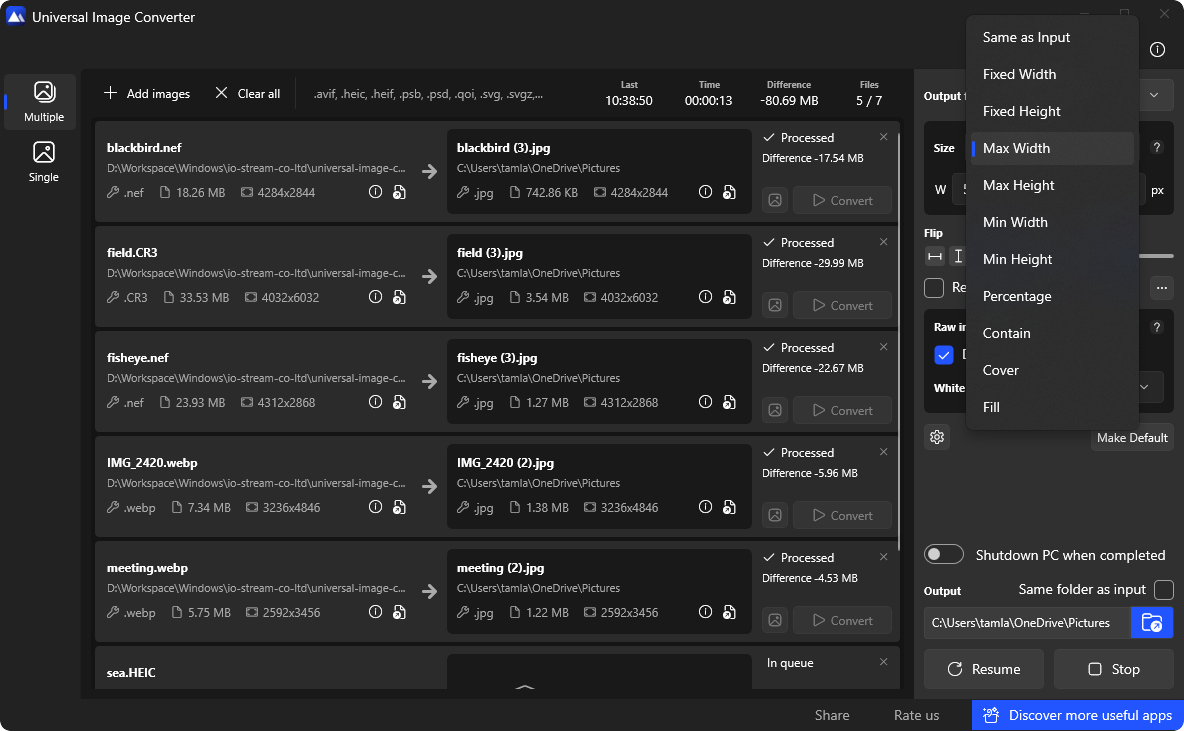 Universal Image Converter
Multiple
Single
Add images
Clear all
.avif, .heic, .heif, .psb, .psd, .qoi, .svg, .svgz,...
Last
10:38:50
Time
00:00:13
Difference
-80.69 MB
Files
5 / 7
blackbird.nef
D:\Workspace\Windows\io-stream-co-ltd\universal-image-c...
.nef 18.26 MB 4284x2844
blackbird (3).jpg
C:\Users\tamla\OneDrive\Pictures
.jpg 742.86 KB 4284x2844
Processed
Difference -17.54 MB
Convert
field.CR3
D:\Workspace\Windows\io-stream-co-ltd\universal-image-c...
.CR3 33.53 MB 4032x6032
field (3).jpg
C:\Users\tamla\OneDrive\Pictures
.jpg 3.54 MB 4032x6032
Processed
Difference -29.99 MB
Convert
fisheye.nef
D:\Workspace\Windows\io-stream-co-ltd\universal-image-c...
.nef 23.93 MB 4312x2868
fisheye (3).jpg
C:\Users\tamla\OneDrive\Pictures
.jpg 1.27 MB 4312x2868
Processed
Difference -22.67 MB
Convert
IMG_2420.webp
D:\Workspace\Windows\io-stream-co-ltd\universal-image-c...
.webp 7.34 MB 3236x4846
IMG_2420 (2).jpg
C:\Users\tamla\OneDrive\Pictures
.jpg 1.38 MB 3236x4846
Processed
Difference -5.96 MB
Convert
meeting.webp
D:\Workspace\Windows\io-stream-co-ltd\universal-image-c...
.webp 5.75 MB 2592x3456
meeting (2).jpg
C:\Users\tamla\OneDrive\Pictures
.jpg 1.22 MB 2592x3456
Processed
Difference -4.53 MB
Convert
sea.HEIC
In queue
Output
Size
?
W
px
Flip
Re
...
Raw
?
White
Same as Input
Fixed Width
Fixed Height
Max Width
Max Height
Min Width
Min Height
Percentage
Contain
Cover
Fill
Make Default
Shutdown PC when completed
Output
Same folder as input
C:\Users\tamla\OneDrive\Pictures
Resume
Stop
Share
Rate us
Discover more useful apps